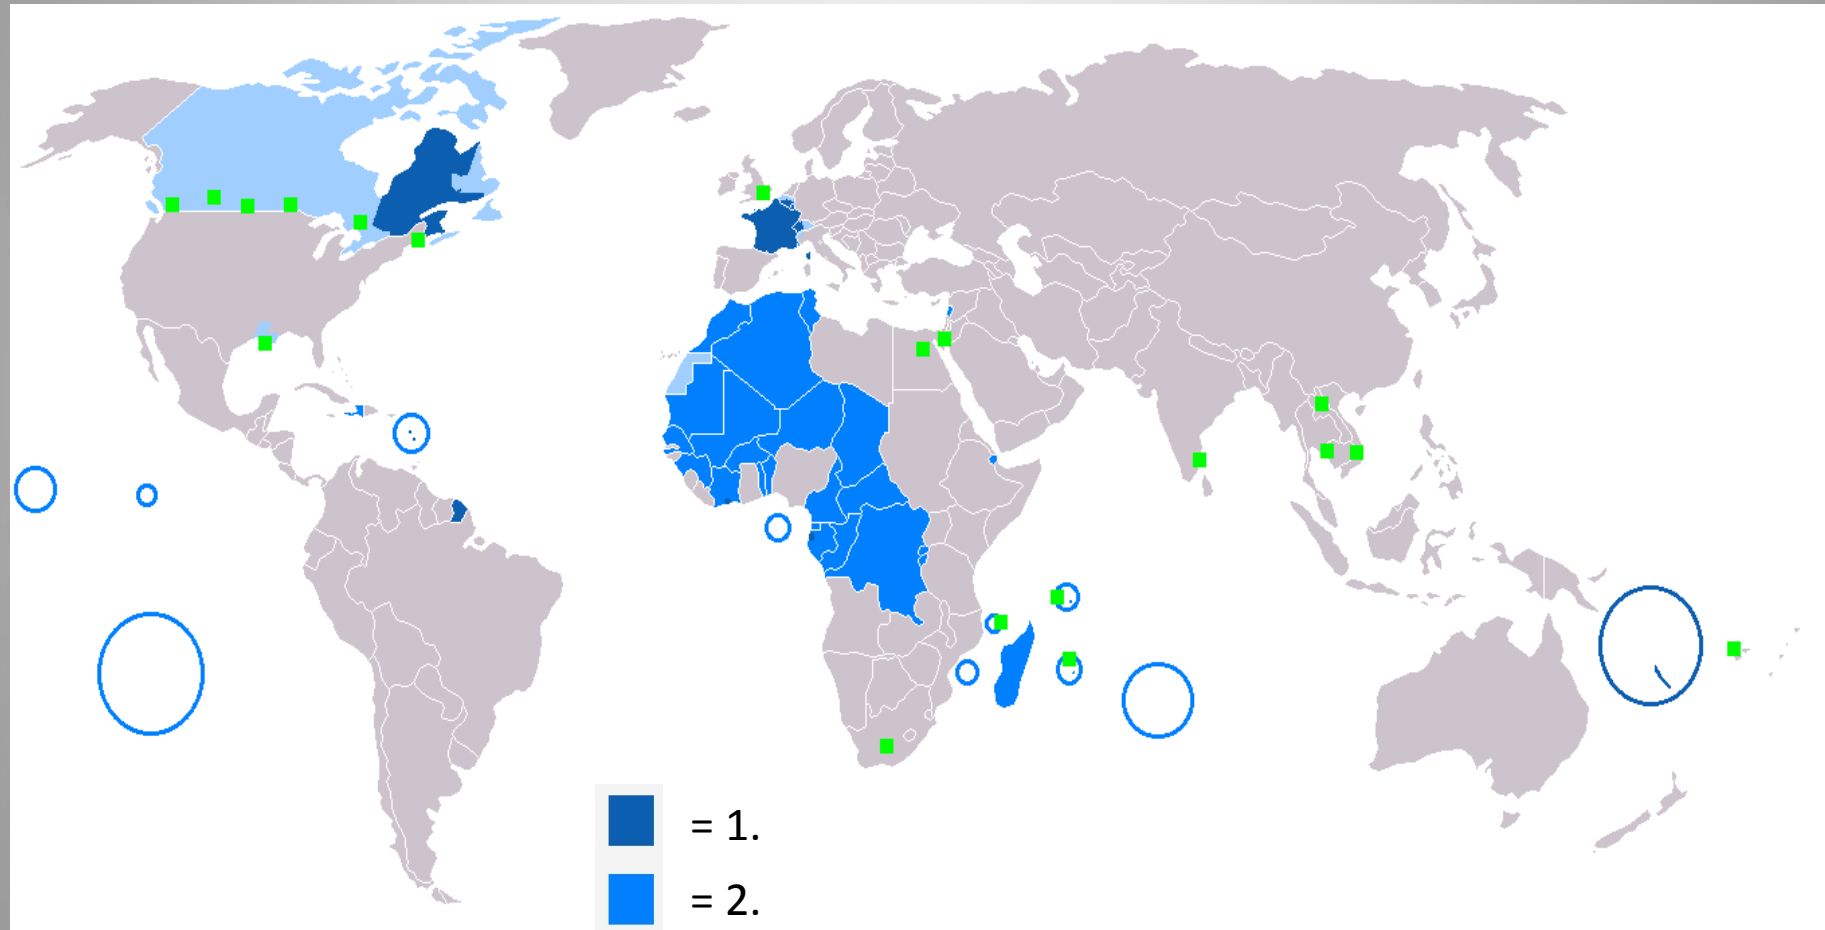 = 1.
= 2.